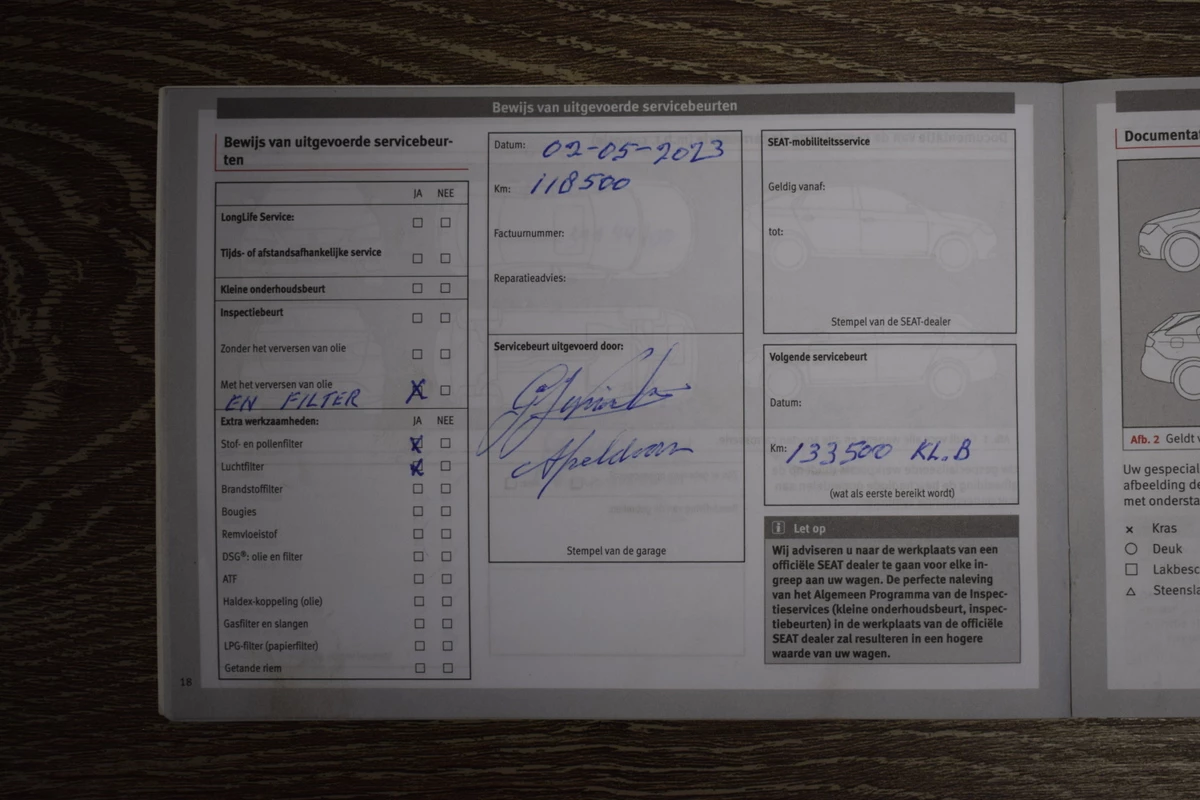 Bewijs van uitgevoerde servicebeurten
Bewijs van uitgevoerde servicebeur-
ten
JA NEE
LongLife Service:
Tijds- of afstandsafhankelijke service
Kleine onderhoudsbeurt
Inspectiebeurt
Zonder het verversen van olie
Met het verversen van olie
EN FILTER
Extra werkzaamheden: JA NEE
Stof- en pollenfilter
Luchtfilter
Brandstoffilter
Bougies
Remvloeistof
DSG®: olie en filter
ATF
Haldex-koppeling (olie)
Gasfilter en slangen
LPG-filter (papierfilter)
Getande riem
18
Datum: 02-05-2023
Km: 118500
Factuurnummer:
Reparatieadvies:
Servicebeurt uitgevoerd door:
Apeldoorn
Stempel van de garage
SEAT-mobiliteitsservice
Geldig vanaf:
tot:
Stempel van de SEAT-dealer
Volgende servicebeurt
Datum:
Km: 133500 KL.B
(wat als eerste bereikt wordt)
i Let op
Wij adviseren u naar de werkplaats van een
officiële SEAT dealer te gaan voor elke in-
greep aan uw wagen. De perfecte naleving
van het Algemeen Programma van de Inspec-
tieservices (kleine onderhoudsbeurt, inspec-
tiebeurten) in de werkplaats van de officiële
SEAT dealer zal resulteren in een hogere
waarde van uw wagen.
Afb. 2 Geldt
Uw gespecial
afbeelding de
met ondersta
Kras
Deuk
Lakbesc
Steensla